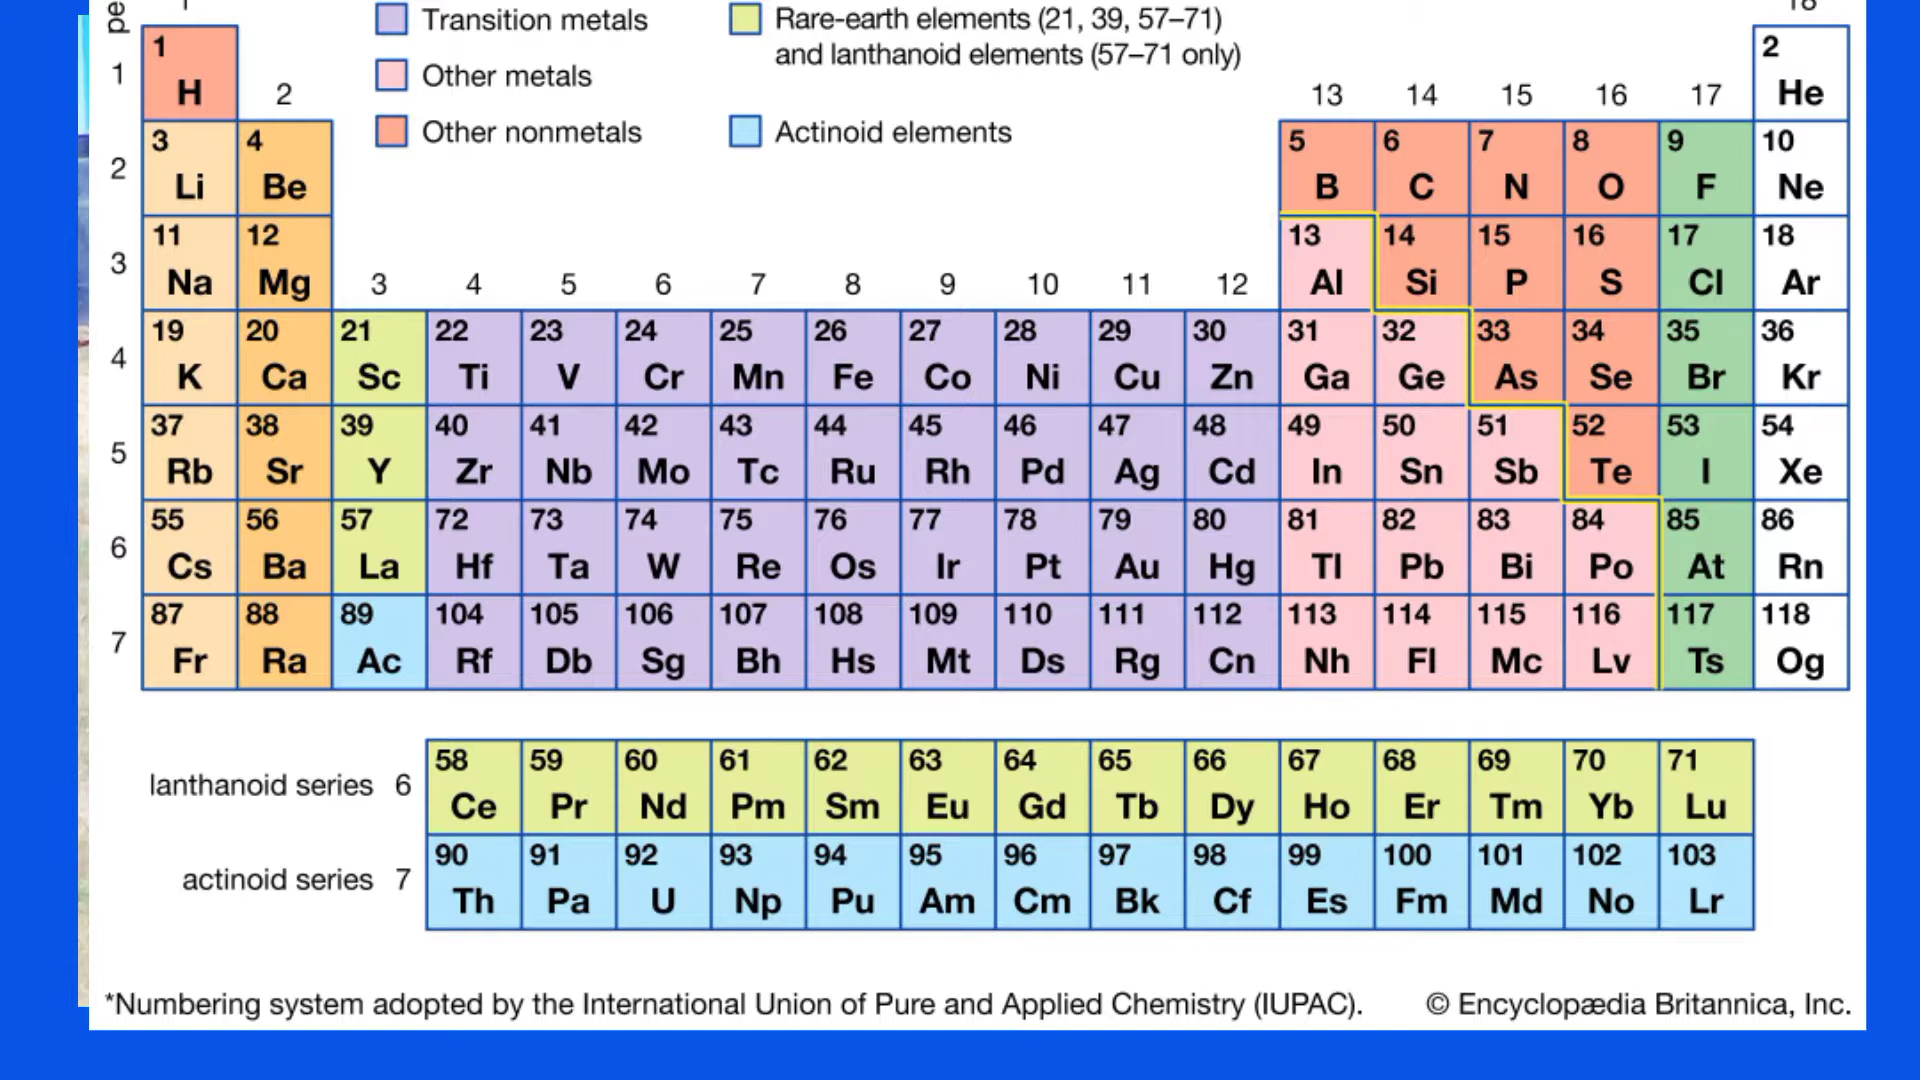 pe
Transition metals
Rare-earth elements (21, 39, 57–71)
and lanthanoid elements (57–71 only)
Other metals
Other nonmetals
Actinoid elements
1 18
1 1 H 2 13 14 15 16 17 2 He
2 3 Li 4 Be 5 B 6 C 7 N 8 O 9 F 10 Ne
3 11 Na 12 Mg 3 4 5 6 7 8 9 10 11 12 13 Al 14 Si 15 P 16 S 17 Cl 18 Ar
4 19 K 20 Ca 21 Sc 22 Ti 23 V 24 Cr 25 Mn 26 Fe 27 Co 28 Ni 29 Cu 30 Zn 31 Ga 32 Ge 33 As 34 Se 35 Br 36 Kr
5 37 Rb 38 Sr 39 Y 40 Zr 41 Nb 42 Mo 43 Tc 44 Ru 45 Rh 46 Pd 47 Ag 48 Cd 49 In 50 Sn 51 Sb 52 Te 53 I 54 Xe
6 55 Cs 56 Ba 57 La 72 Hf 73 Ta 74 W 75 Re 76 Os 77 Ir 78 Pt 79 Au 80 Hg 81 Tl 82 Pb 83 Bi 84 Po 85 At 86 Rn
7 87 Fr 88 Ra 89 Ac 104 Rf 105 Db 106 Sg 107 Bh 108 Hs 109 Mt 110 Ds 111 Rg 112 Cn 113 Nh 114 Fl 115 Mc 116 Lv 117 Ts 118 Og
lanthanoid series 6 58 Ce 59 Pr 60 Nd 61 Pm 62 Sm 63 Eu 64 Gd 65 Tb 66 Dy 67 Ho 68 Er 69 Tm 70 Yb 71 Lu
actinoid series 7 90 Th 91 Pa 92 U 93 Np 94 Pu 95 Am 96 Cm 97 Bk 98 Cf 99 Es 100 Fm 101 Md 102 No 103 Lr
*Numbering system adopted by the International Union of Pure and Applied Chemistry (IUPAC). © Encyclopædia Britannica, Inc.